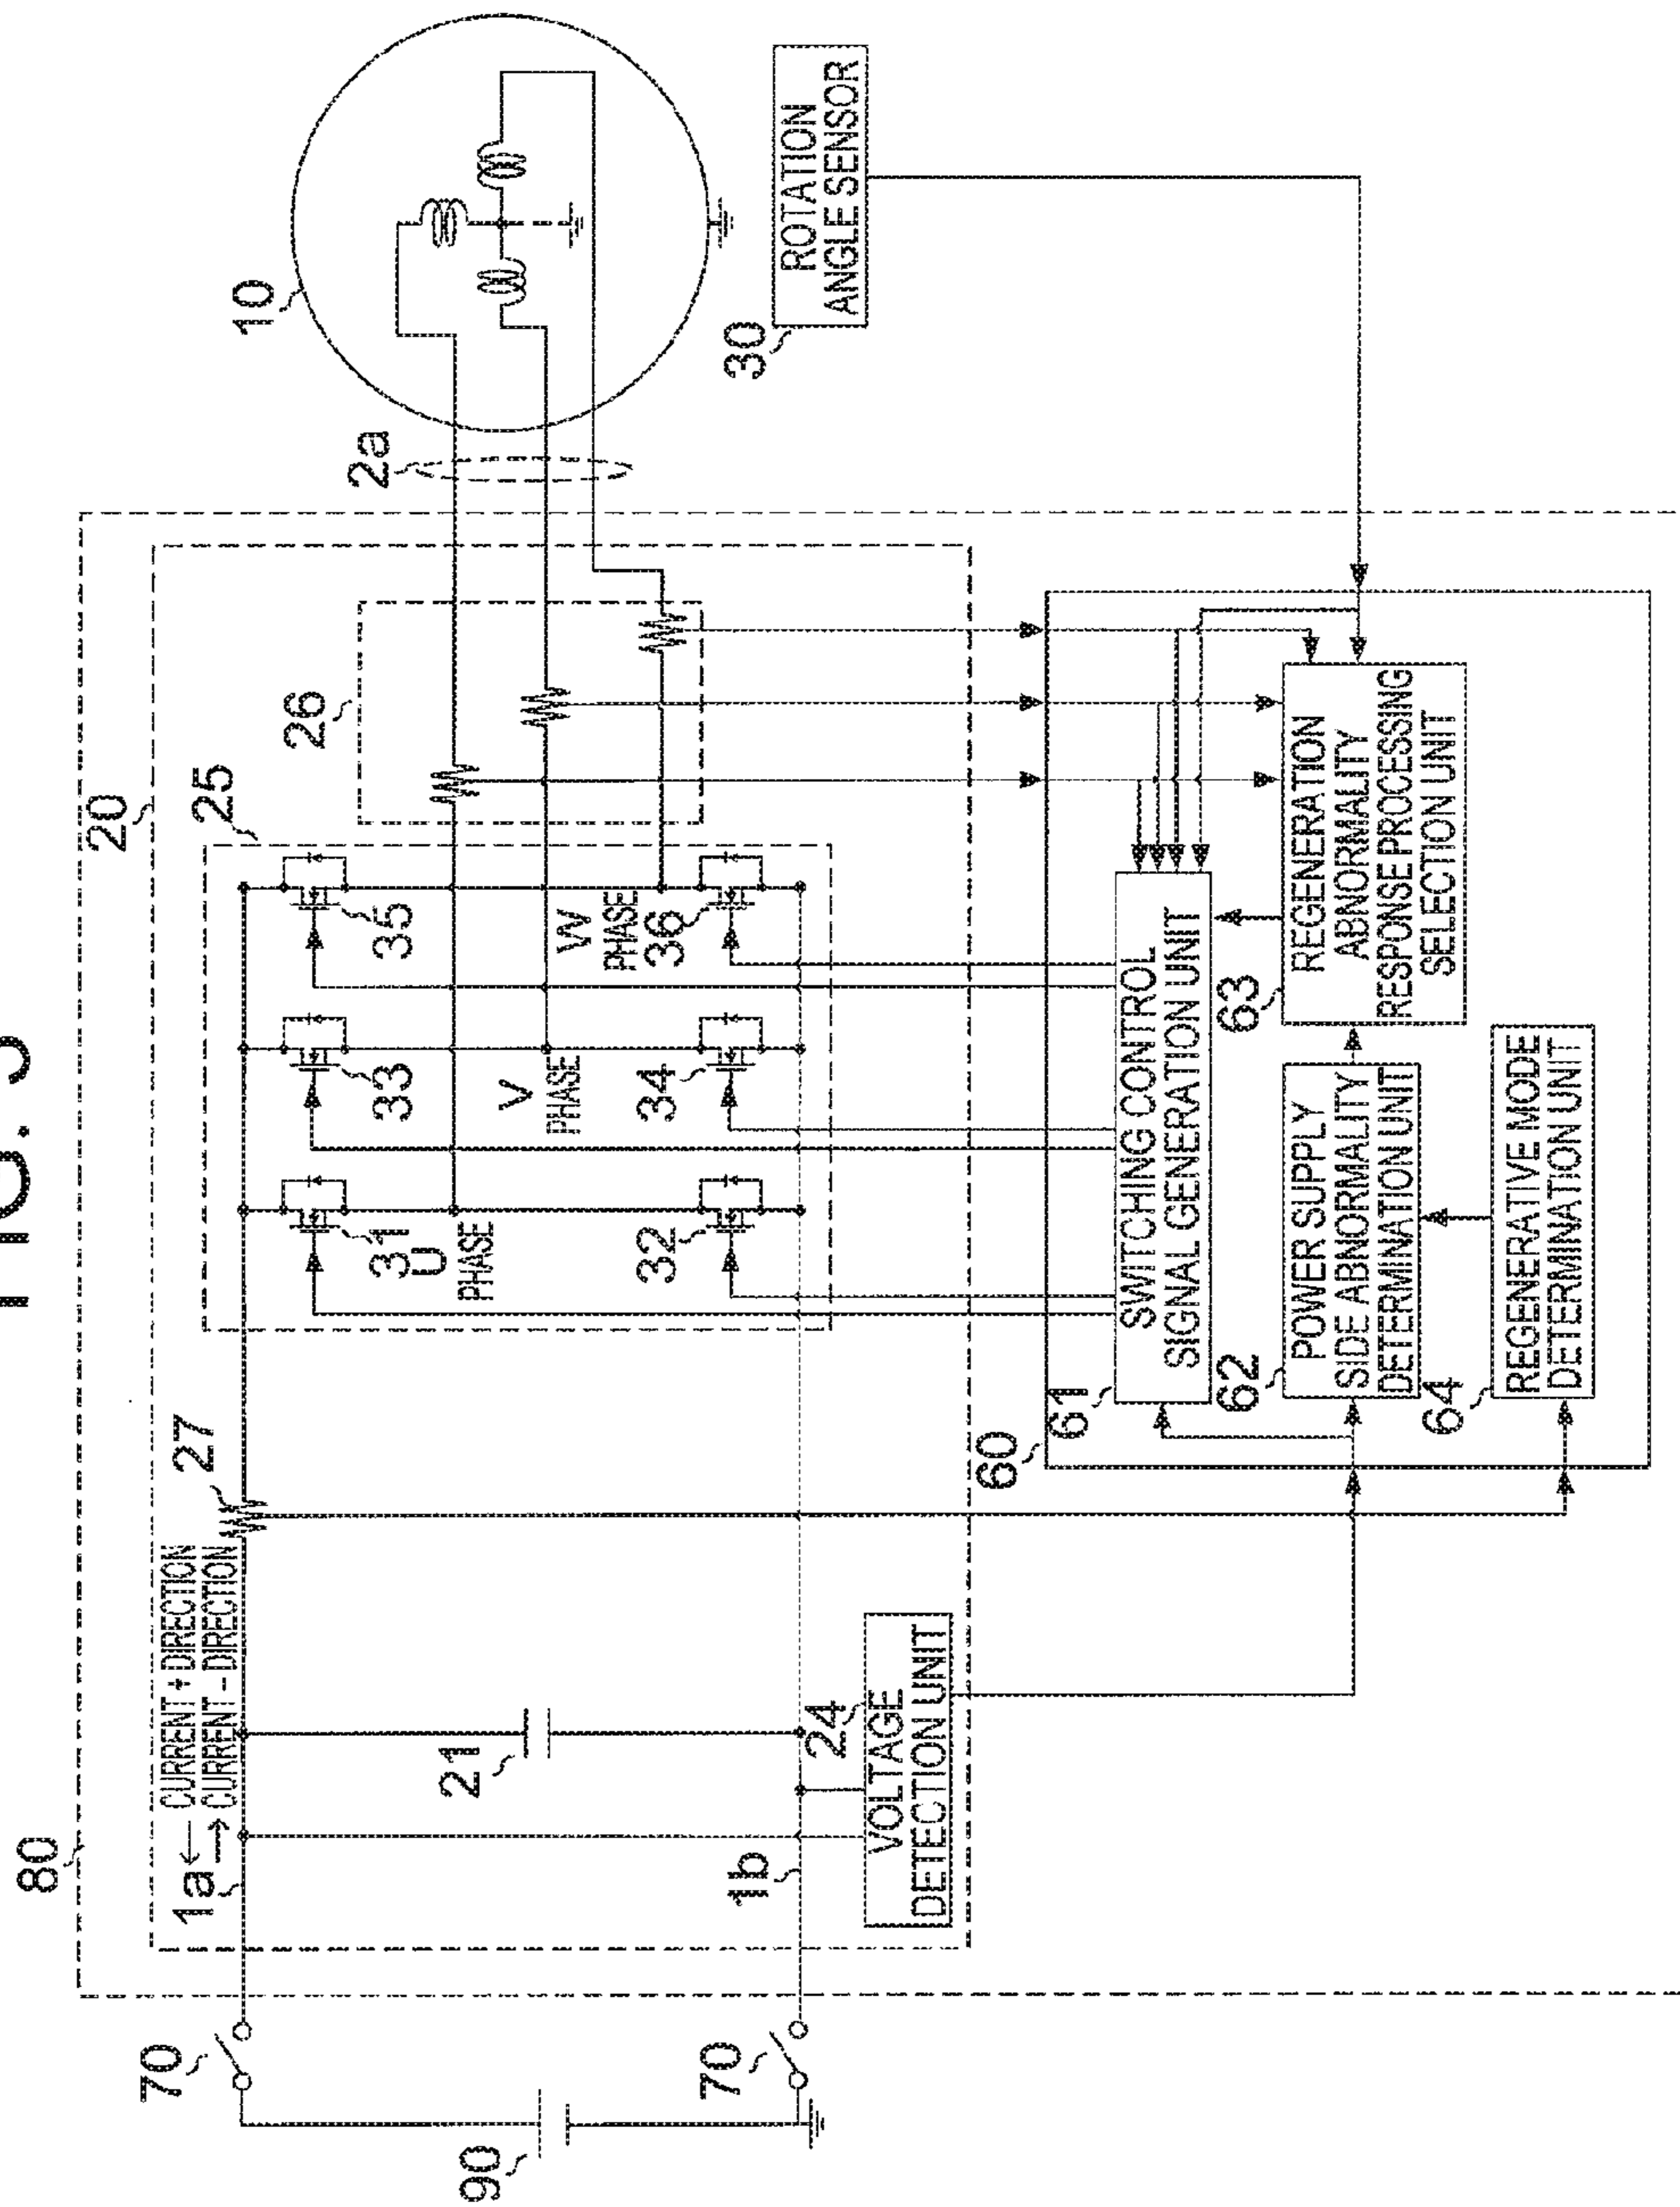 80
20
1a
← CURRENT + DIRECTION
→ CURRENT - DIRECTION
27
25
26
2a
10
70
31
U
PHASE
33
V
PHASE
35
W
PHASE
32
34
36
21
90
70
1b
24
VOLTAGE
DETECTION UNIT
30
ROTATION
ANGLE SENSOR
60
61
SWITCHING CONTROL
SIGNAL GENERATION UNIT
62
POWER SUPPLY
SIDE ABNORMALITY
DETERMINATION UNIT
63
REGENERATION
ABNORMALITY
RESPONSE PROCESSING
SELECTION UNIT
64
REGENERATIVE MODE
DETERMINATION UNIT